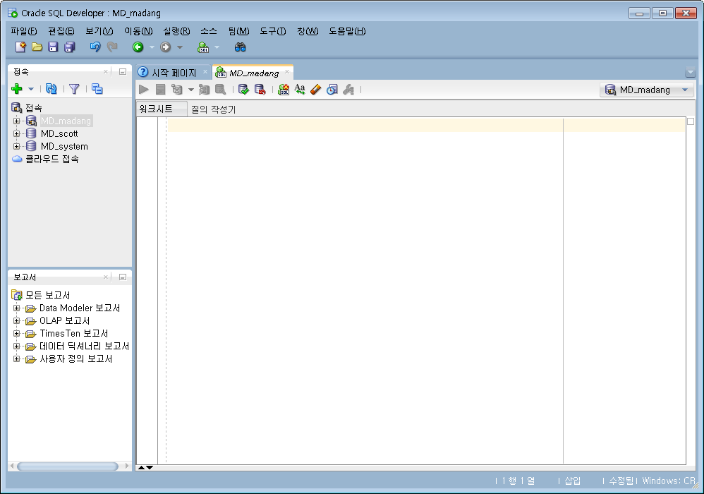 Oracle SQL Developer : MD_madang
파일(F) 편집(E) 보기(V) 이동(N) 실행(R) 소스 팀(M) 도구(T) 창(W) 도움말(H)
접속
시작 페이지
MD_madang
MD_madang
워크시트 질의 작성기
접속
MD_madang
MD_scott
MD_system
클라우드 접속
보고서
모든 보고서
Data Modeler 보고서
OLAP 보고서
TimesTen 보고서
데이터 딕셔너리 보고서
사용자 정의 보고서
1 행 1 열 삽입 수정됨 Windows: CR